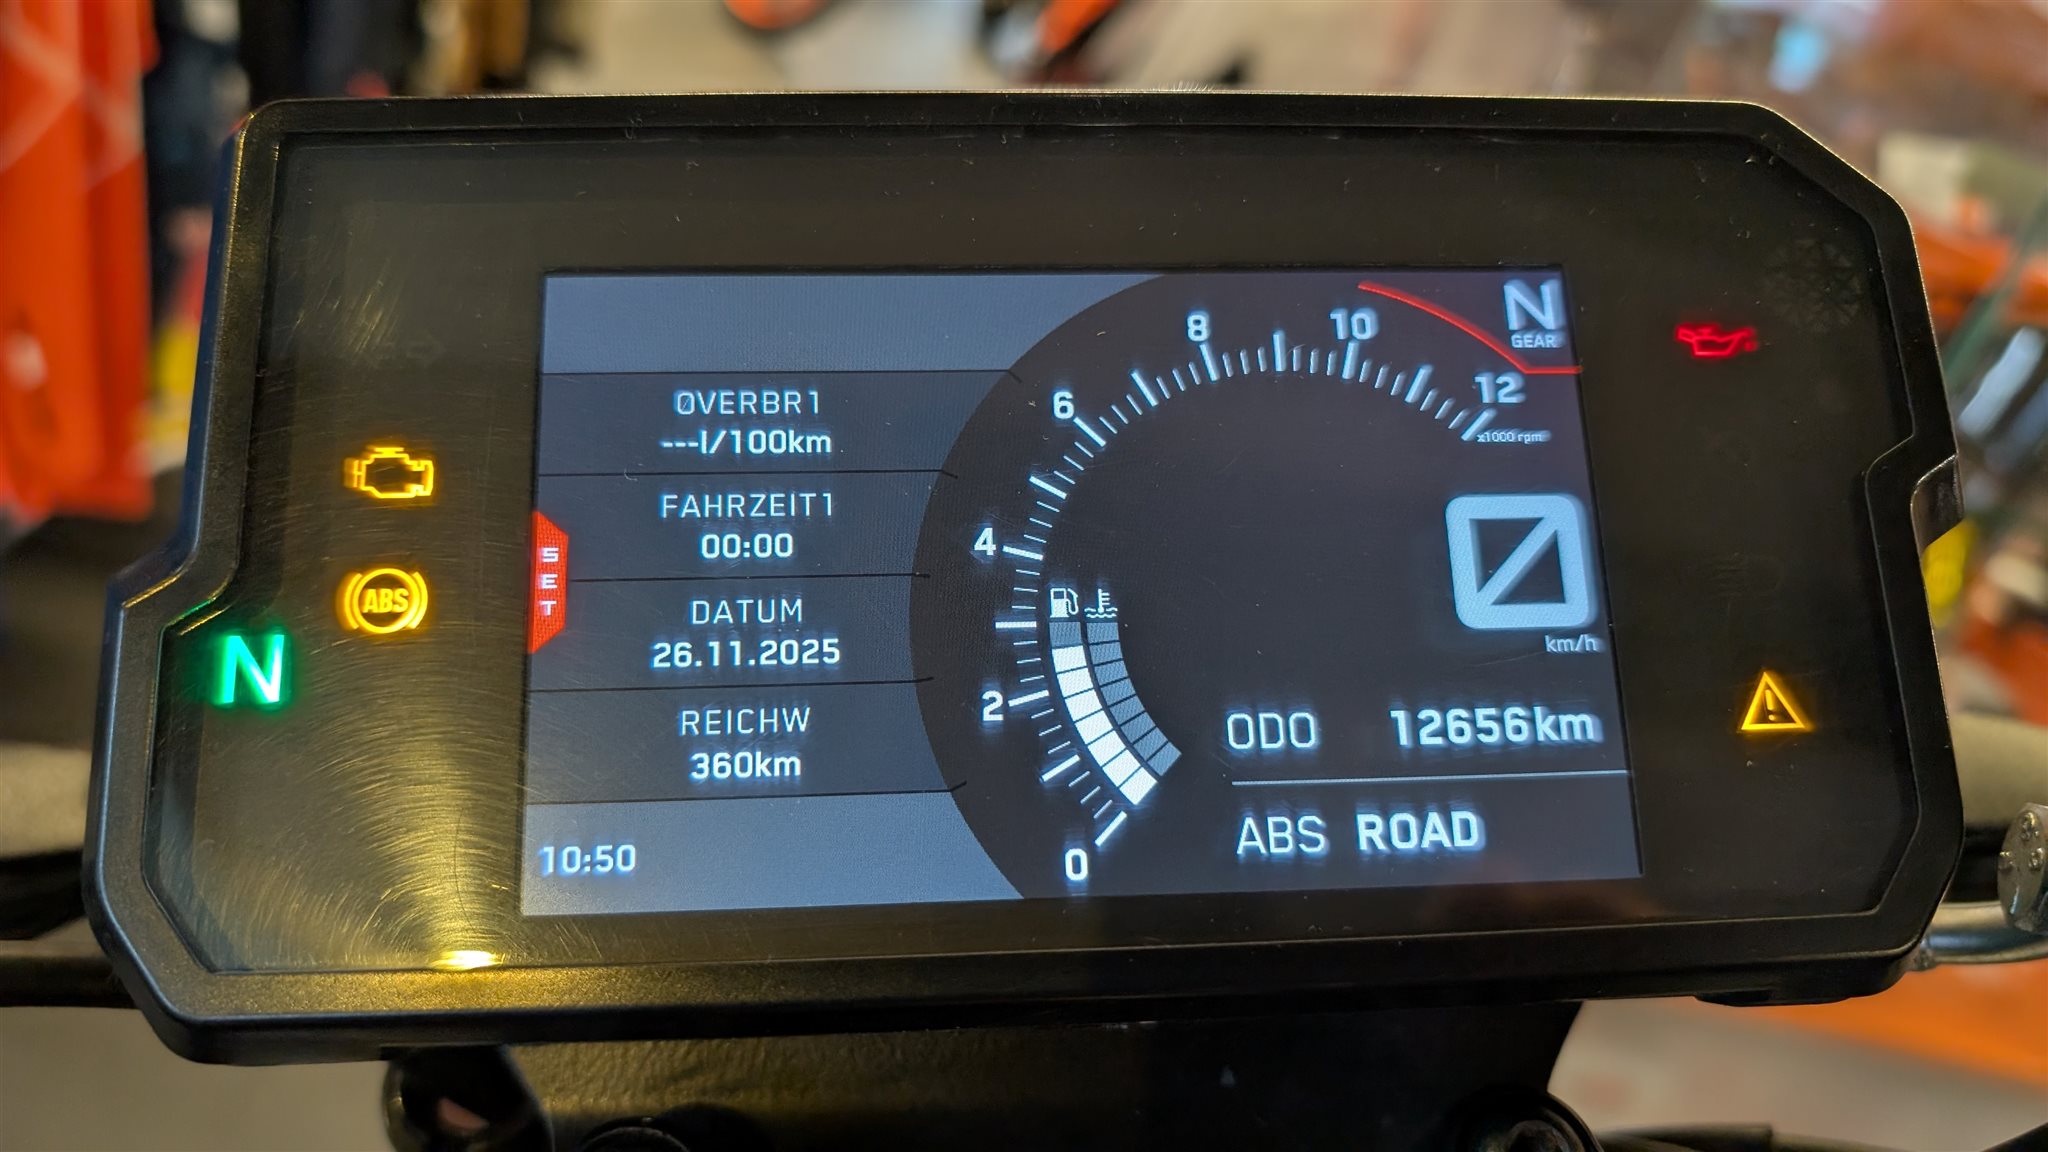 ØVERBR1
---l/100km
FAHRZEIT1
00:00
DATUM
26.11.2025
REICHW
360km
10:50
SET
N
ABS
0
2
4
6
8
10
12
x1000 rpm
N
GEAR
0
km/h
ODO 12656km
ABS ROAD